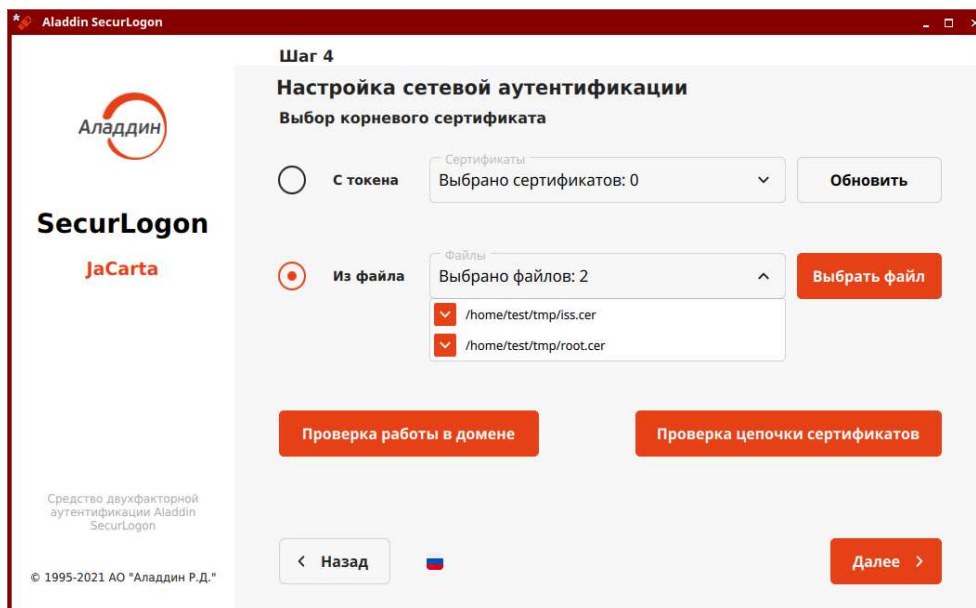 Aladdin SecurLogon
Шаг 4
Аладдин
Настройка сетевой аутентификации
Выбор корневого сертификата
С токена
Сертификаты
Выбрано сертификатов: 0
Обновить
SecurLogon
JaCarta
Из файла
Файлы
Выбрано файлов: 2
Выбрать файл
/home/test/tmp/iss.cer
/home/test/tmp/root.cer
Проверка работы в домене
Проверка цепочки сертификатов
Средство двухфакторной
аутентификации Aladdin
SecurLogon
© 1995-2021 АО "Аладдин Р.Д."
Назад
Далее